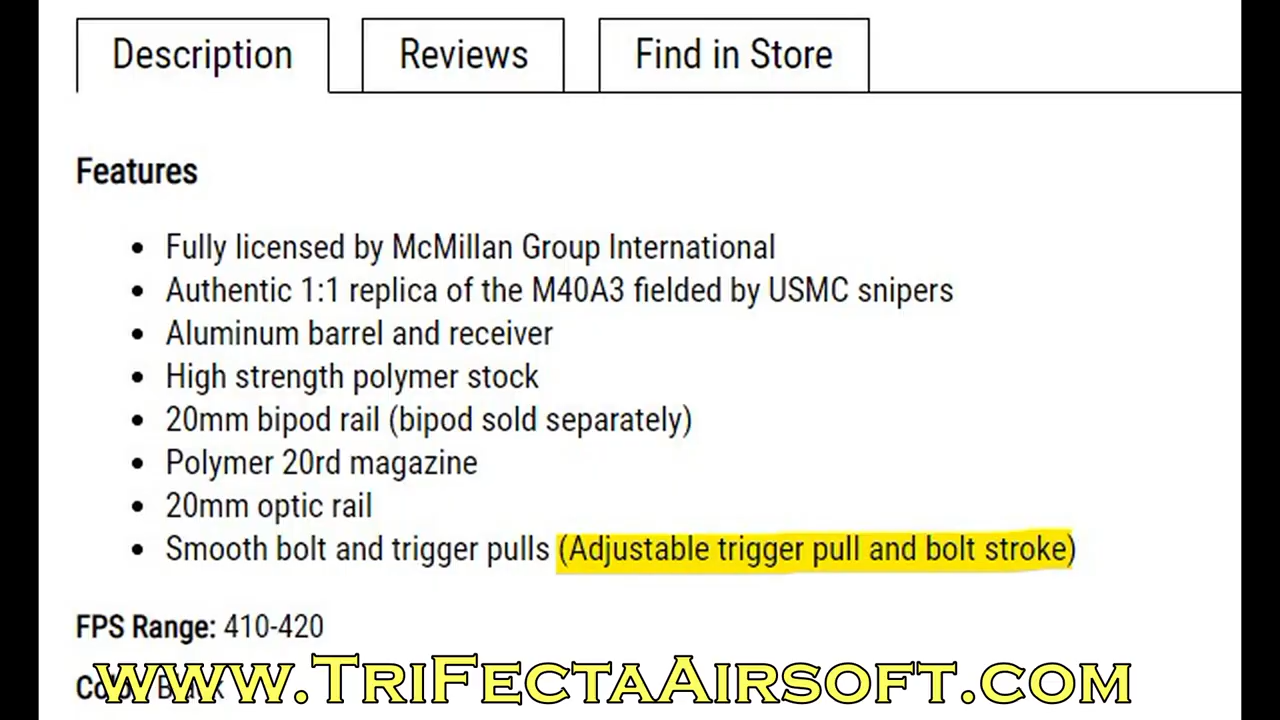 Description
Reviews
Find in Store
Features
• Fully licensed by McMillan Group International
• Authentic 1:1 replica of the M40A3 fielded by USMC snipers
• Aluminum barrel and receiver
• High strength polymer stock
• 20mm bipod rail (bipod sold separately)
• Polymer 20rd magazine
• 20mm optic rail
• Smooth bolt and trigger pulls (Adjustable trigger pull and bolt stroke)
FPS Range: 410-420
www.TriFectaAirsoft.com